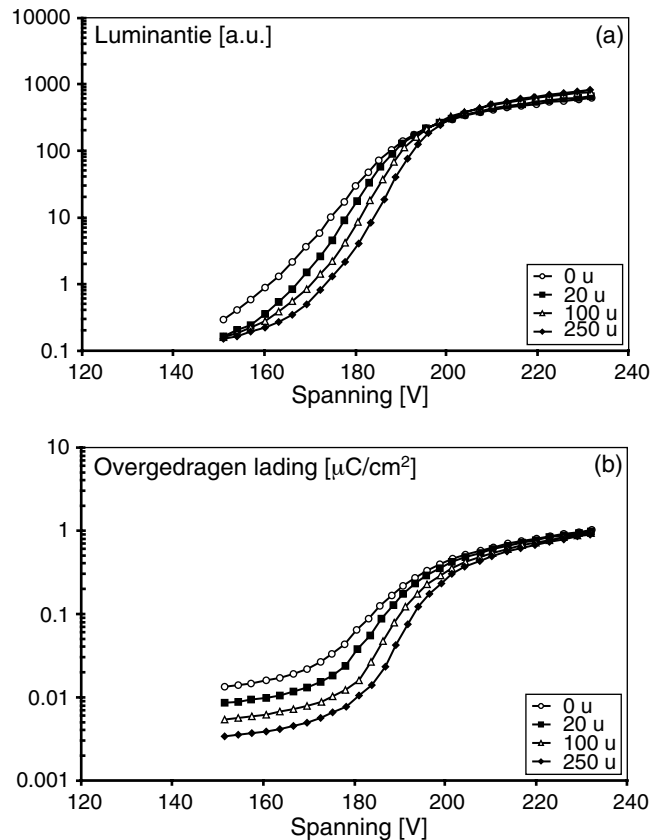 10000
Luminantie [a.u.]
(a)
1000
100
10
1
0.1
0 u
20 u
100 u
250 u
120 140 160 180 200 220 240
Spanning [V]
10
Overgedragen lading [μC/cm²]
(b)
1
0.1
0.01
0.001
0 u
20 u
100 u
250 u
120 140 160 180 200 220 240
Spanning [V]